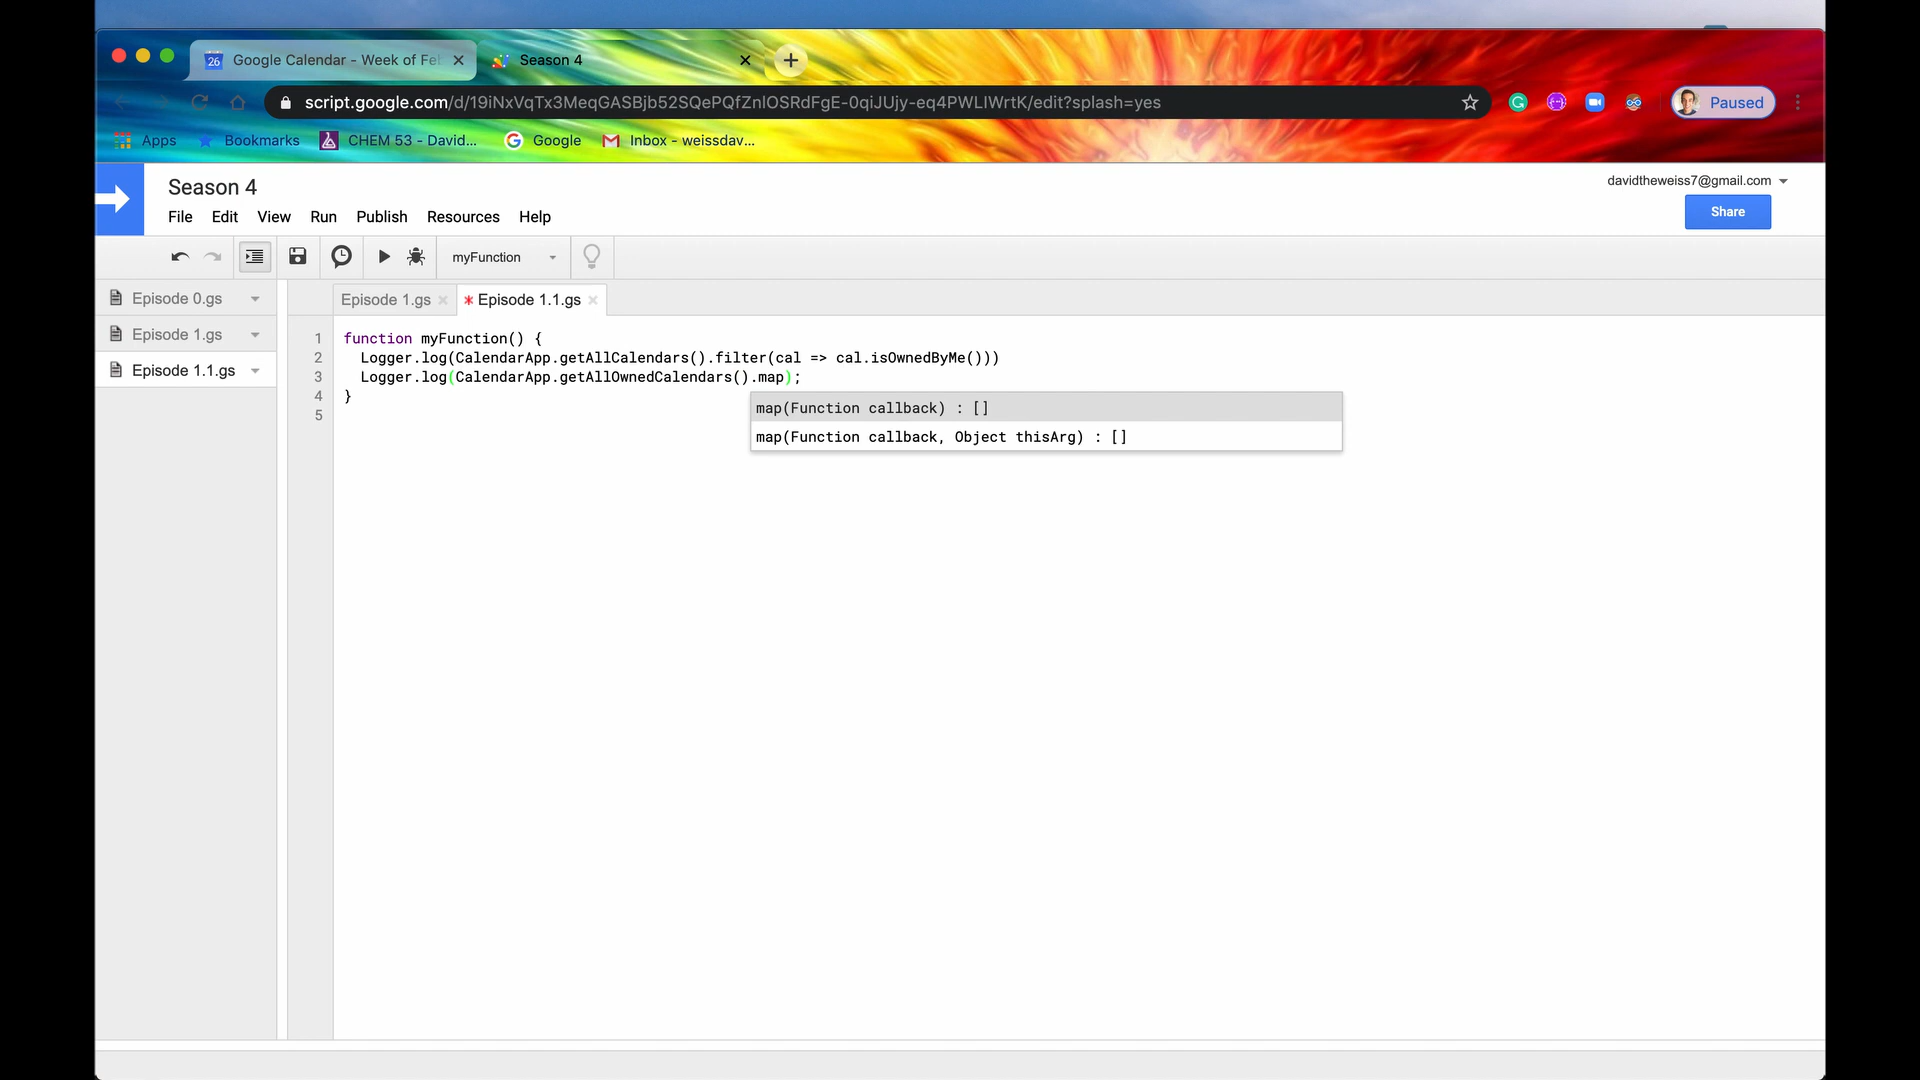 26 Google Calendar - Week of Fe
Season 4
script.google.com/d/19iNxVqTx3MeqGASBjb52SQePQfZnlOSRdFgE-0qiJUjy-eq4PWLIWrtK/edit?splash=yes
Paused
Apps Bookmarks CHEM 53 - David... Google Inbox - weissdav...
Season 4
davidtheweiss7@gmail.com
File Edit View Run Publish Resources Help
Share
myFunction
Episode 0.gs
Episode 1.gs
Episode 1.1.gs
Episode 1.gs
* Episode 1.1.gs
1 function myFunction() {
2 Logger.log(CalendarApp.getAllCalendars().filter(cal => cal.isOwnedByMe()))
3 Logger.log(CalendarApp.getAllOwnedCalendars().map);
4 }
5
map(Function callback) : []
map(Function callback, Object thisArg) : []